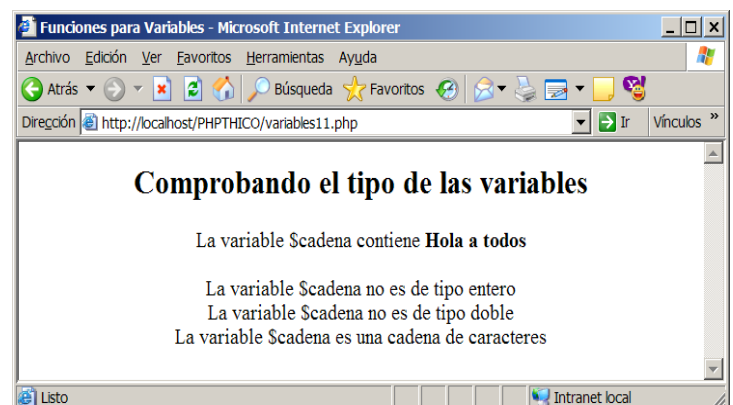 Funciones para Variables - Microsoft Internet Explorer
Archivo Edición Ver Favoritos Herramientas Ayuda
Atrás Búsqueda Favoritos
Dirección http://localhost/PHPTHICO/variables11.php Ir Vínculos »
Comprobando el tipo de las variables
La variable $cadena contiene Hola a todos
La variable $cadena no es de tipo entero
La variable $cadena no es de tipo doble
La variable $cadena es una cadena de caracteres
Listo Intranet local